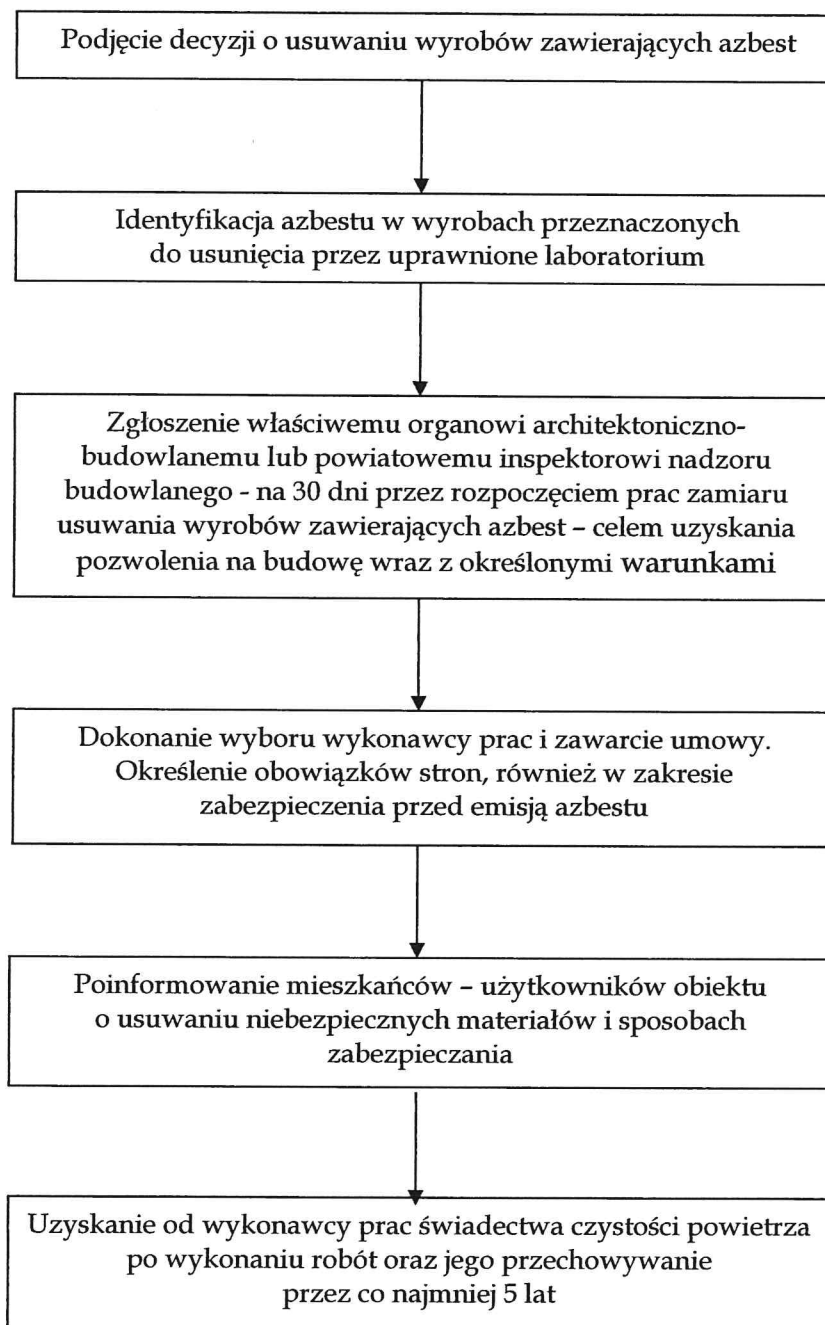 Podjęcie decyzji o usuwaniu wyrobów zawierających azbest
Identyfikacja azbestu w wyrobach przeznaczonych
do usunięcia przez uprawnione laboratorium
Zgłoszenie właściwemu organowi architektoniczno-
budowlanemu lub powiatowemu inspektorowi nadzoru
budowlanego - na 30 dni przez rozpoczęciem prac zamiaru
usuwania wyrobów zawierających azbest – celem uzyskania
pozwolenia na budowę wraz z określonymi warunkami
Dokonanie wyboru wykonawcy prac i zawarcie umowy.
Określenie obowiązków stron, również w zakresie
zabezpieczenia przed emisją azbestu
Poinformowanie mieszkańców – użytkowników obiektu
o usuwaniu niebezpiecznych materiałów i sposobach
zabezpieczania
Uzyskanie od wykonawcy prac świadectwa czystości powietrza
po wykonaniu robót oraz jego przechowywanie
przez co najmniej 5 lat